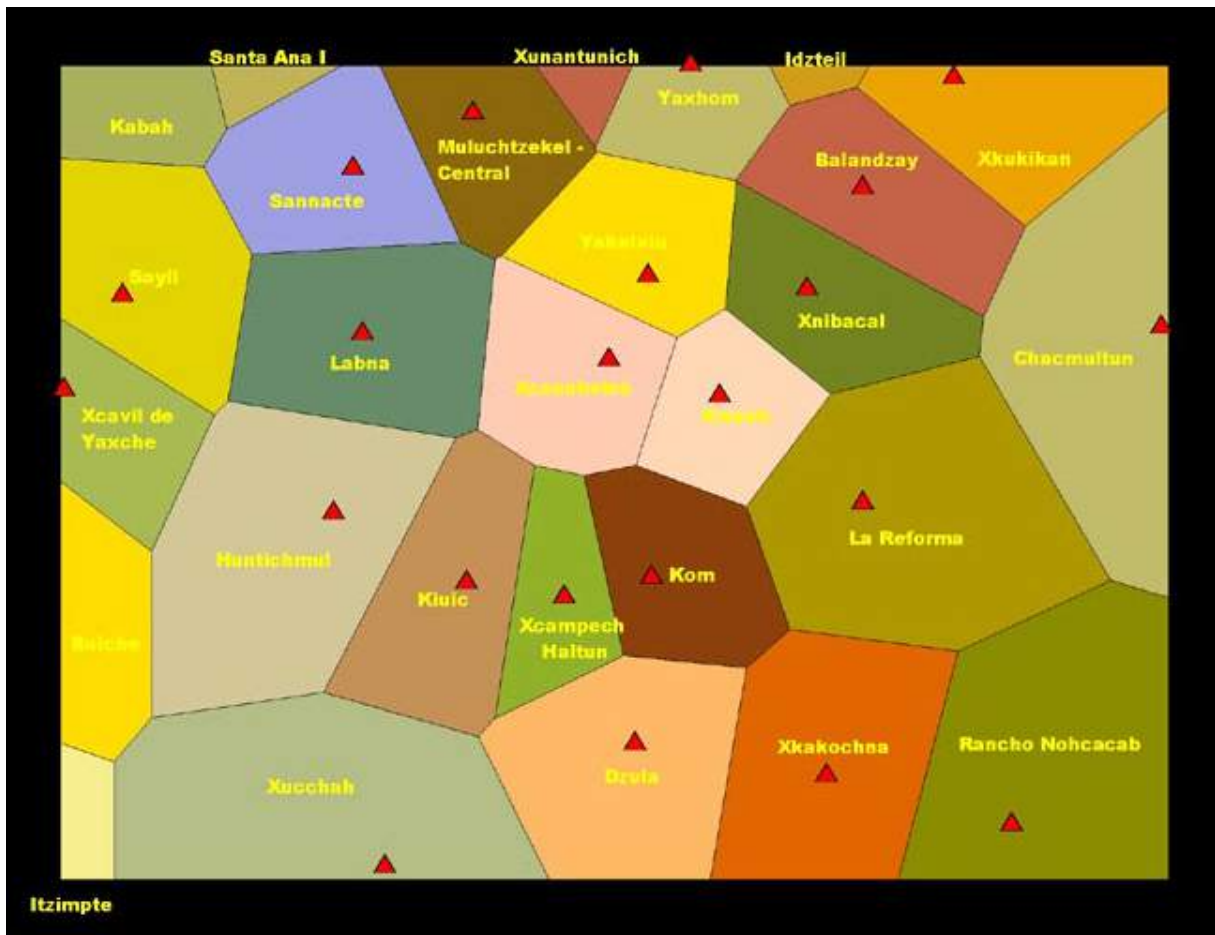 Santa Ana I
Xunantunich
Idzteil
Kabah
Yaxhom
Muluchtzekel -
Central
Balandzay
Xkukikan
Sannacte
Sayil
Xnibacal
Labna
Chacmultun
Xcavil de
Yaxche
La Reforma
Huntichmul
Kom
Kiuic
Xcampech
Haltun
Xkakochna
Rancho Nohcacab
Dzula
Xucchah
Itzimpte